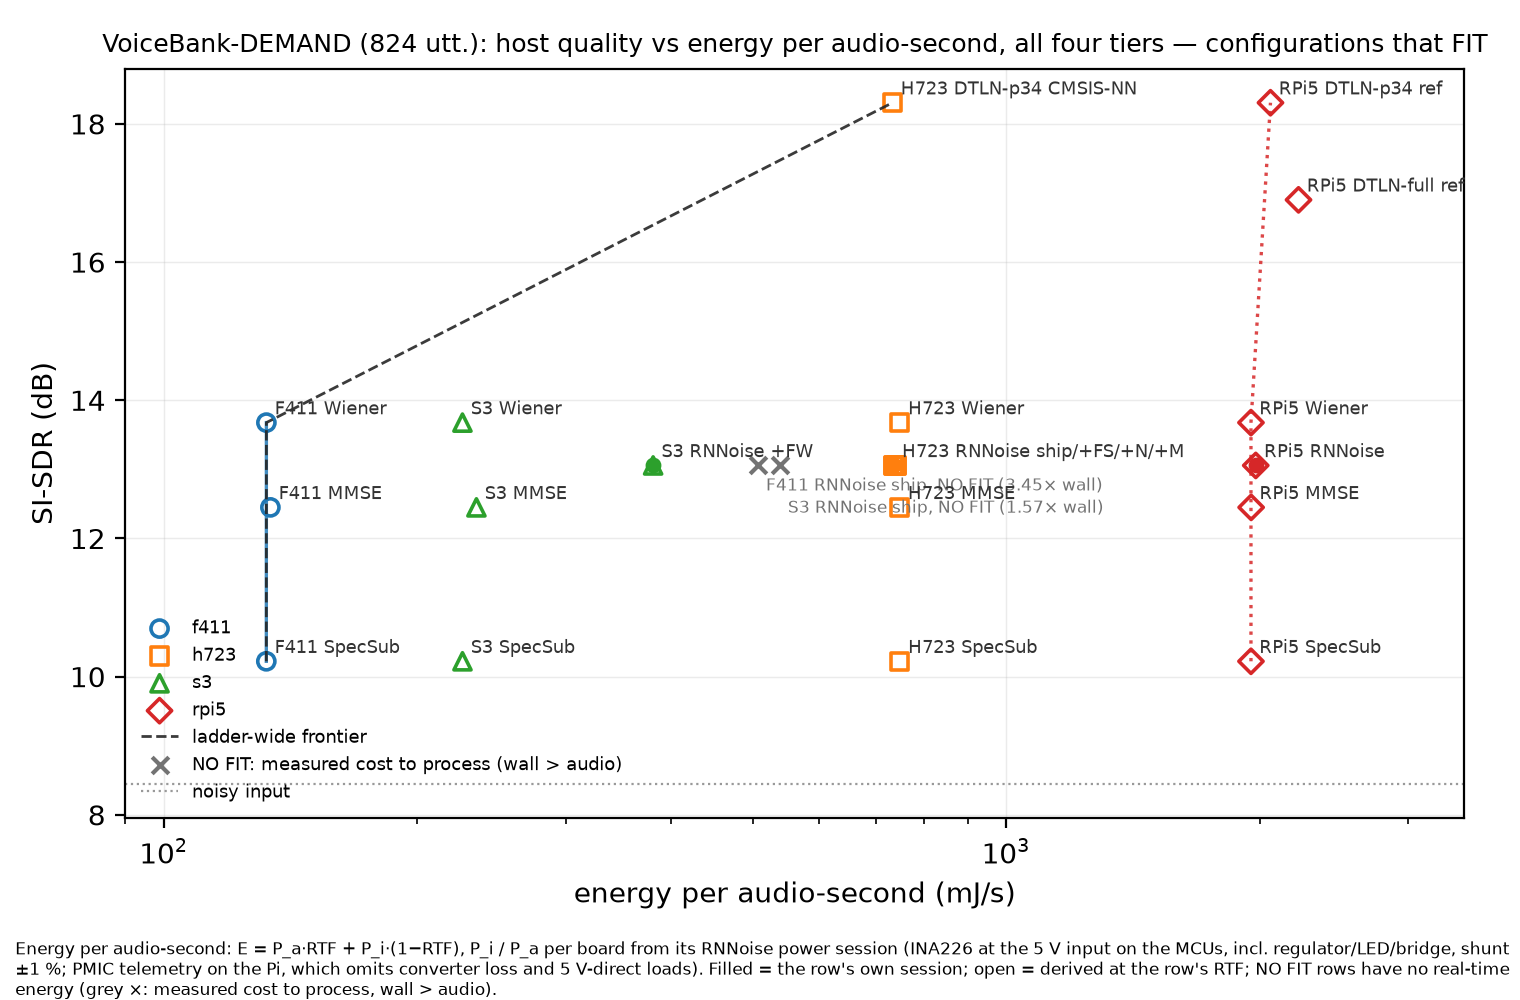 VoiceBank-DEMAND (824 utt.): host quality vs energy per audio-second, all four tiers — configurations that FIT
H723 DTLN-p34 CMSIS-NN
RPi5 DTLN-p34 ref
18
RPi5 DTLN-full ref
16
14
F411 Wiener
S3 Wiener
H723 Wiener
RPi5 Wiener
S3 RNNoise +FW
H723 RNNoise ship/+FS/+N/+M
RPi5 RNNoise
F411 RNNoise ship, NO FIT (3.45× wall)
F411 MMSE
S3 MMSE
H723 MMSE
RPi5 MMSE
S3 RNNoise ship, NO FIT (1.57× wall)
12
SI-SDR (dB)
F411 SpecSub
S3 SpecSub
H723 SpecSub
RPi5 SpecSub
10
f411
h723
s3
rpi5
ladder-wide frontier
NO FIT: measured cost to process (wall > audio)
noisy input
8
10²
10³
energy per audio-second (mJ/s)
Energy per audio-second: E = P_a·RTF + P_i·(1−RTF), P_i / P_a per board from its RNNoise power session (INA226 at the 5 V input on the MCUs, incl. regulator/LED/bridge, shunt
±1 %; PMIC telemetry on the Pi, which omits converter loss and 5 V-direct loads). Filled = the row's own session; open = derived at the row's RTF; NO FIT rows have no real-time
energy (grey ×: measured cost to process, wall > audio).